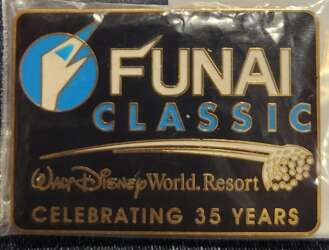 FUNAI
CLASSIC
Walt Disney World. Resort
CELEBRATING 35 YEARS